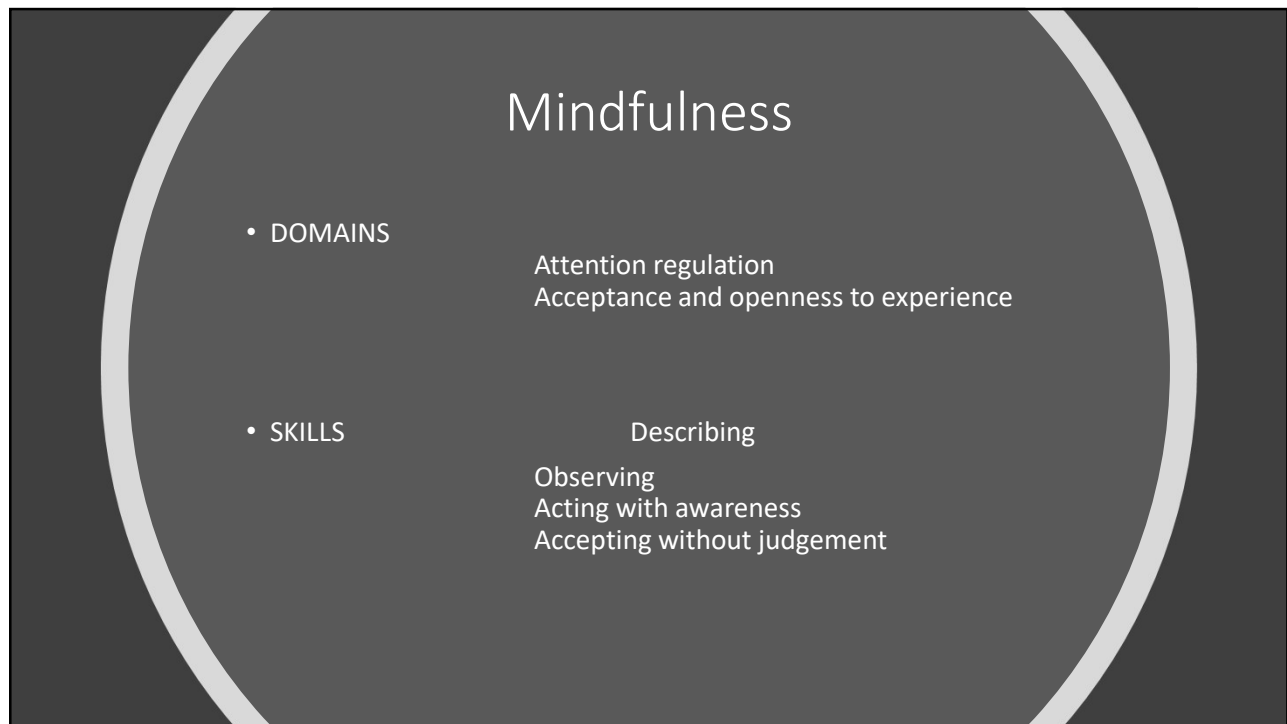 Mindfulness
• DOMAINS
Attention regulation
Acceptance and openness to experience
• SKILLS Describing
Observing
Acting with awareness
Accepting without judgement